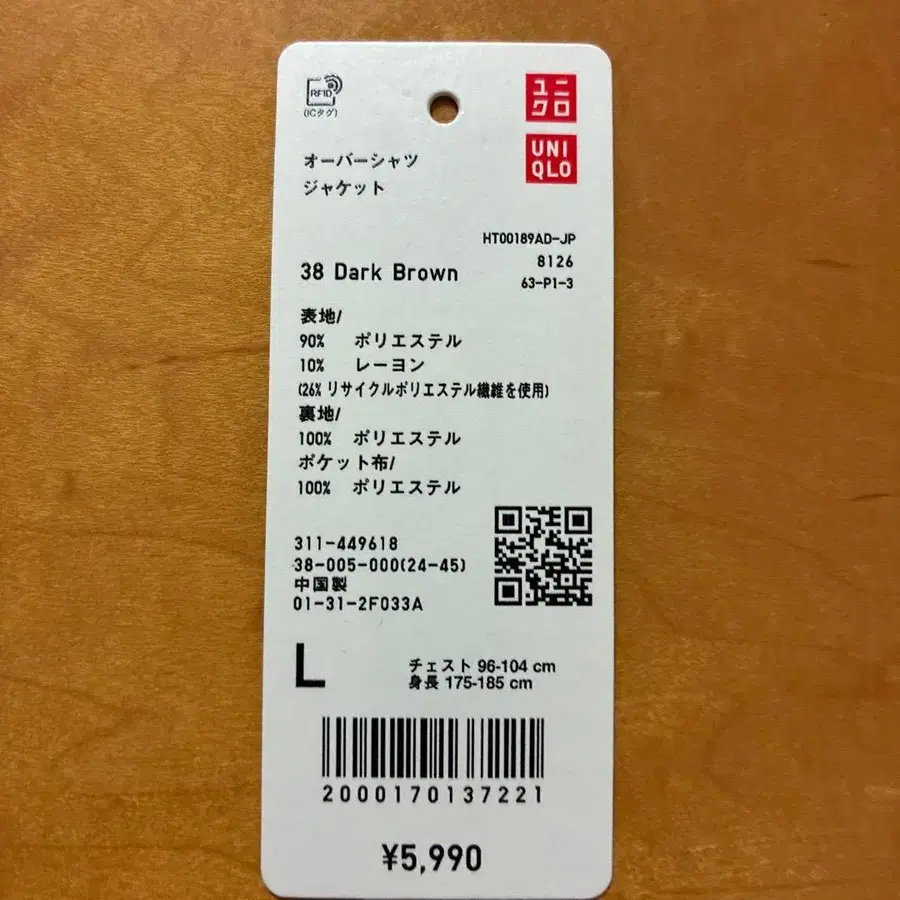 RFID
(ICタグ)
ユニ
クロ
UNI
QLO
オーバーシャツ
ジャケット
HT00189AD-JP
8126
38 Dark Brown
63-P1-3
表地/
90% ポリエステル
10% レーヨン
(26% リサイクルポリエステル繊維を使用)
裏地/
100% ポリエステル
ポケット布/
100% ポリエステル
311-449618
38-005-000(24-45)
中国製
01-31-2F033A
L
チェスト 96-104 cm
身長 175-185 cm
2000170137221
¥5,990